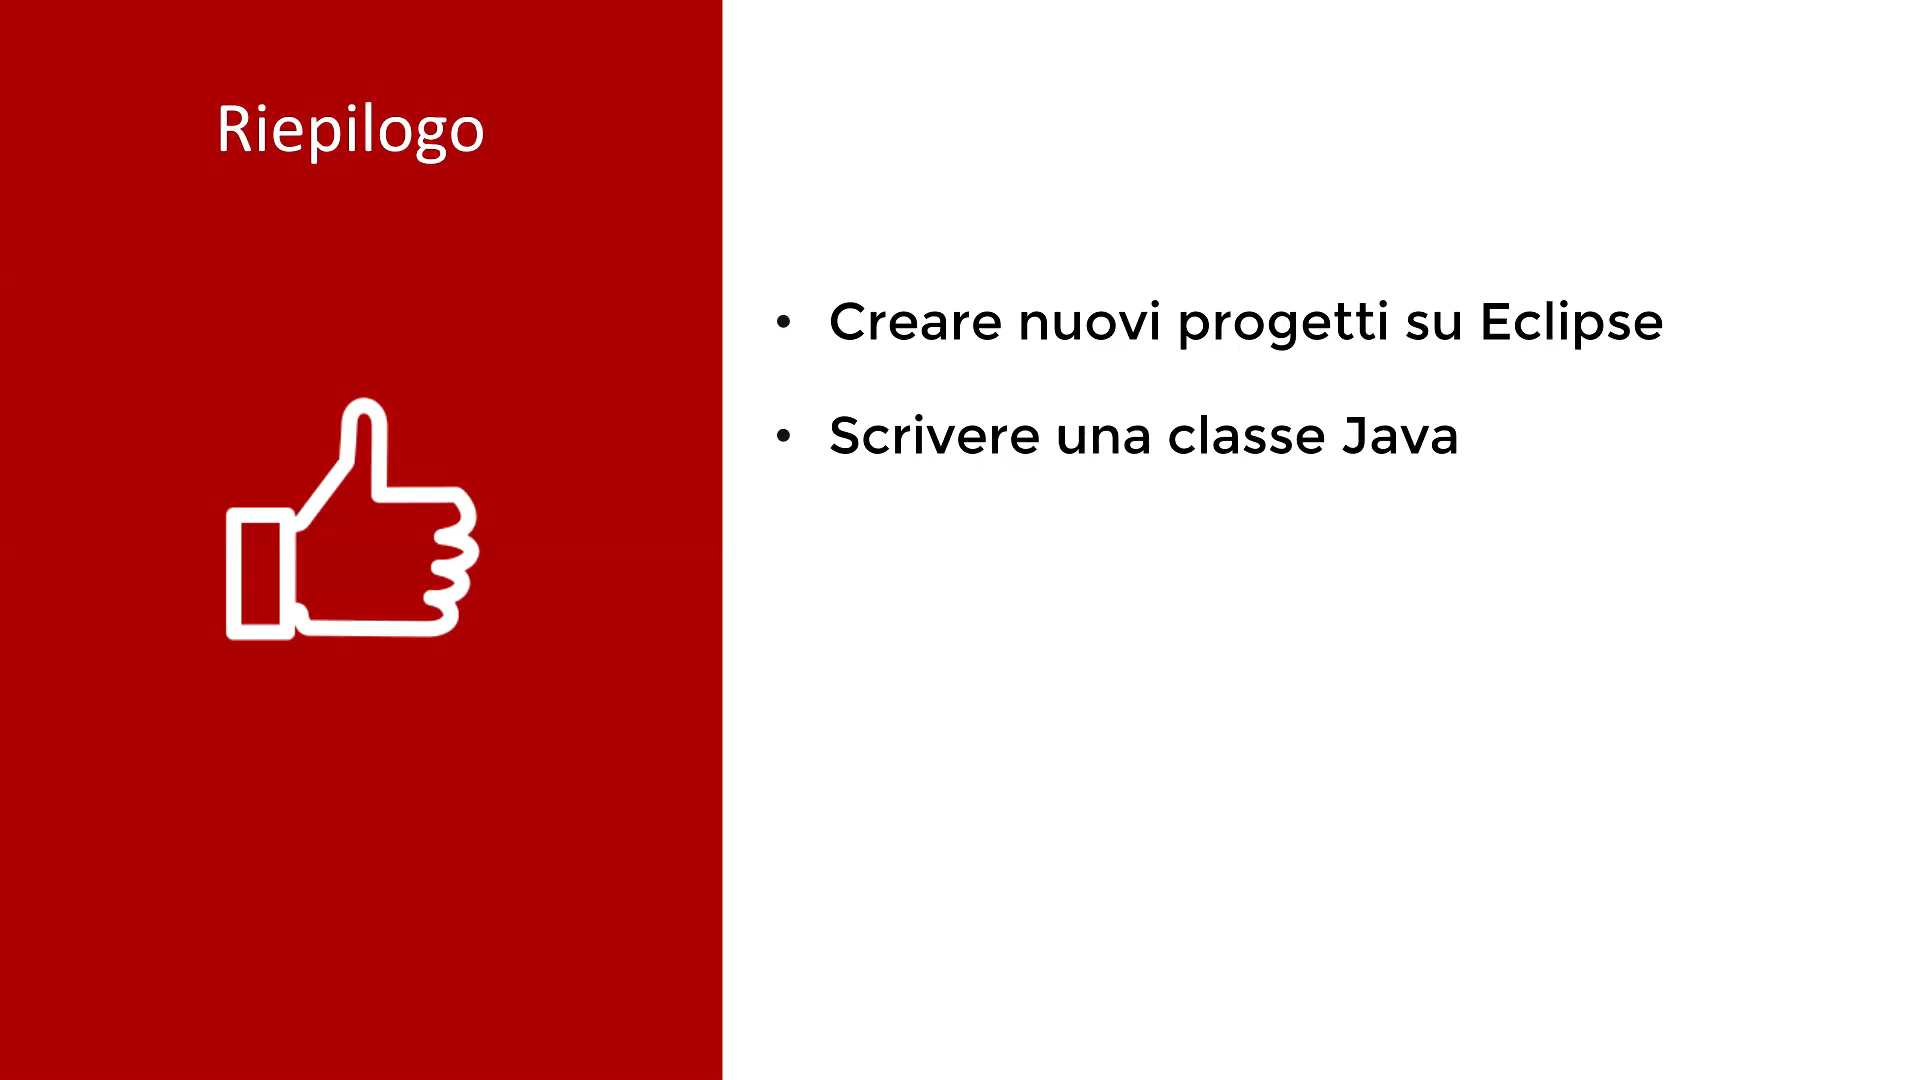 Riepilogo
• Creare nuovi progetti su Eclipse
• Scrivere una classe Java